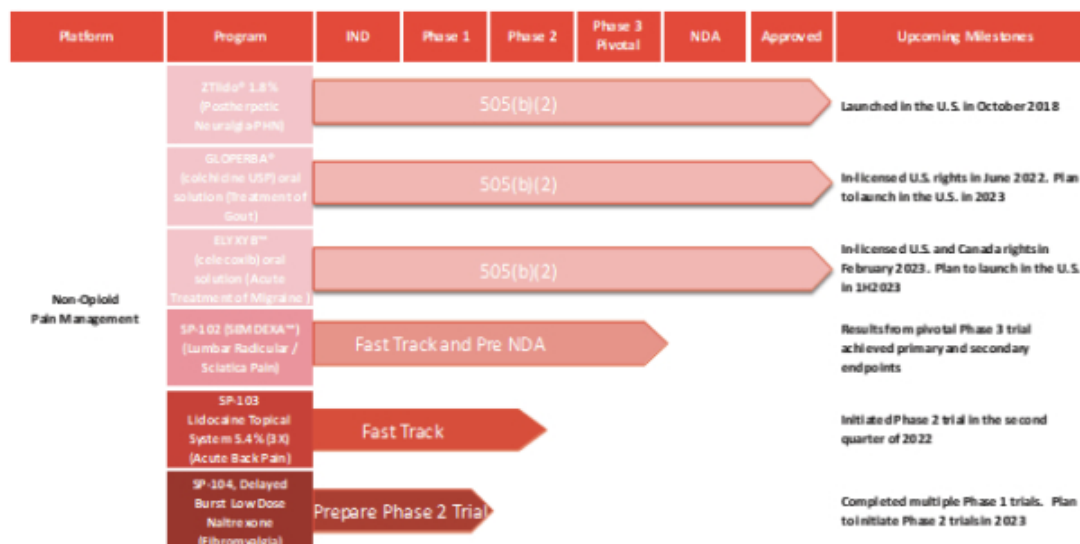 Platform
Program
IND
Phase 1
Phase 2
Phase 3
Pivotal
NDA
Approved
Upcoming Milestones
Non-Opioid
Pain Management
ZTlido® 1.8%
(Postherpetic
Neuralgia-PHN)
505(b)(2)
Launched in the U.S. in October 2018
GLOPERBA®
(colchicine USP) oral
solution (Treatment of
Gout)
505(b)(2)
In-licensed U.S. rights in June 2022. Plan
to launch in the U.S. in 2023
ELYXYB™
(celecoxib) oral
solution (Acute
Treatment of Migraine )
505(b)(2)
In-licensed U.S. and Canada rights in
February 2023. Plan to launch in the U.S.
in 1H2023
SP-102 (SEMDEXA™)
(Lumbar Radicular /
Sciatica Pain)
Fast Track and Pre NDA
Results from pivotal Phase 3 trial
achieved primary and secondary
endpoints
SP-103
Lidocaine Topical
System 5.4% (3X)
(Acute Back Pain)
Fast Track
Initiated Phase 2 trial in the second
quarter of 2022
SP-104, Delayed
Burst Low Dose
Naltrexone
(Fibromyalgia)
Prepare Phase 2 Trial
Completed multiple Phase 1 trials. Plan
to initiate Phase 2 trials in 2023